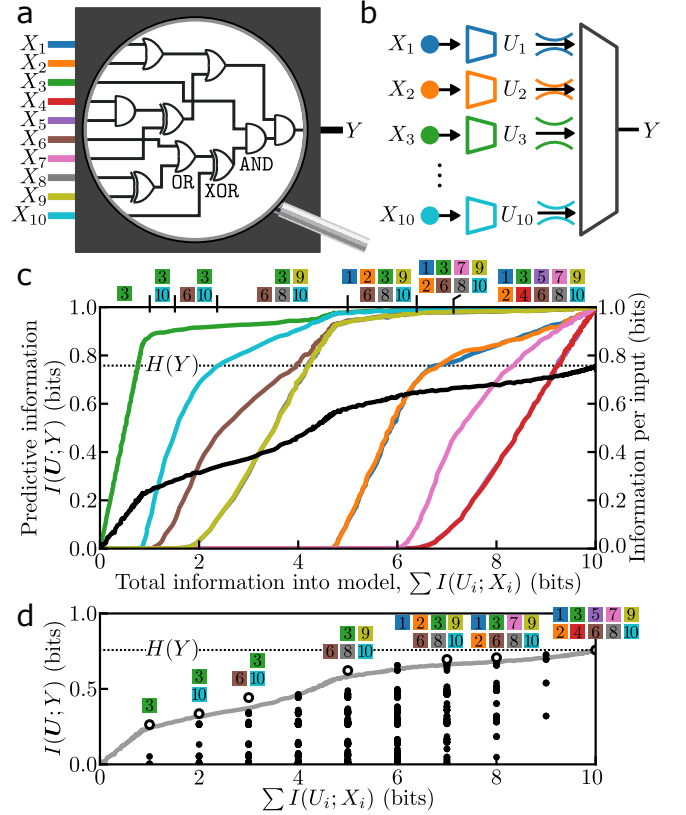 a
X₁
X₂
X₃
X₄
X₅
X₆
X₇
X₈
X₉
X₁₀
OR
XOR
AND
Y
b
X₁ U₁
X₂ U₂
X₃ U₃
⋮
X₁₀ U₁₀
Y
c
3
3
10
3
6 10
3 9
6 8 10
1 2 3 9
6 8 10
1 3 7 9
2 6 8 10
1 3 5 7 9
2 4 6 8 10
Predictive information
I(U;Y) (bits)
1.0
0.8
0.6
0.4
0.2
0.0
H(Y)
1.0
0.8
0.6
0.4
0.2
0.0
Information per input (bits)
0 2 4 6 8 10
Total information into model, ∑ I(Uᵢ;Xᵢ) (bits)
d
I(U;Y) (bits)
1.0
0.5
0.0
H(Y)
3
3
10
3
6 10
3 9
6 8 10
1 2 3 9
6 8 10
1 3 7 9
2 6 8 10
1 3 5 7 9
2 4 6 8 10
0 2 4 6 8 10
∑ I(Uᵢ;Xᵢ) (bits)